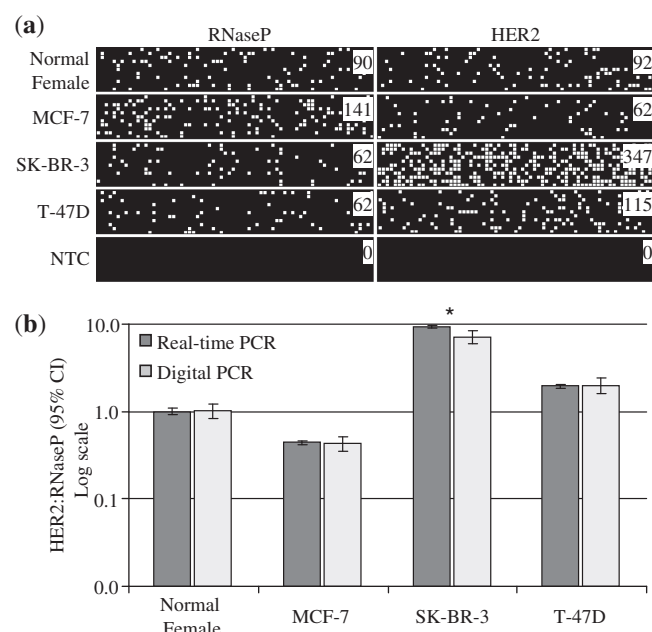 (a)
RNaseP HER2
Normal Female 90 92
MCF-7 141 62
SK-BR-3 62 347
T-47D 62 115
NTC 0 0
(b)
HER2:RNaseP (95% CI)
Log scale
10.0
1.0
0.1
0.0
Real-time PCR
Digital PCR
*
Normal Female
MCF-7
SK-BR-3
T-47D